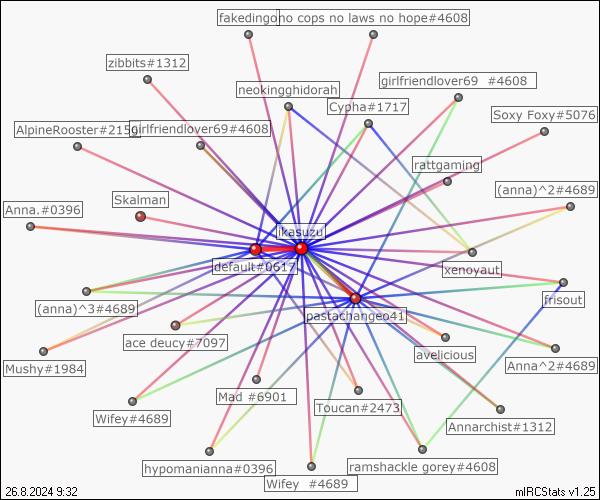 fakedingo
no cops no laws no hope#4608
zibbits#1312
neokingghidorah
girlfriendlover69 #4608
Cypha#1717
Soxy Foxy#5076
AlpineRooster#215
girlfriendlover69#4608
rattgaming
(anna)^2#4689
Skalman
Anna.#0396
ikasuzu
default#0617
xenoyaut
(anna)^3#4689
frisout
pastachangeo41
ace deucy#7097
avelicious
Mushy#1984
Anna^2#4689
Mad #6901
Toucan#2473
Wifey#4689
Annarchist#1312
hypomanianna#0396
ramshackle gorey#4608
Wifey #4689
26.8.2024 9:32
mIRCStats v1.25